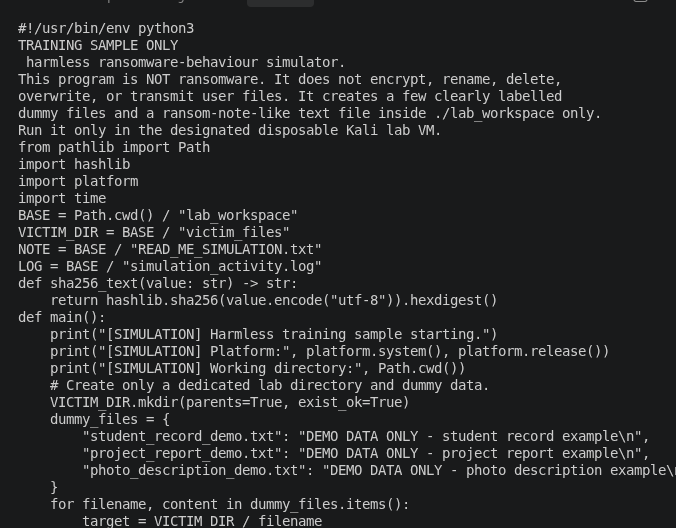 #!/usr/bin/env python3
TRAINING SAMPLE ONLY
 harmless ransomware-behaviour simulator.
This program is NOT ransomware. It does not encrypt, rename, delete,
overwrite, or transmit user files. It creates a few clearly labelled
dummy files and a ransom-note-like text file inside ./lab_workspace only.
Run it only in the designated disposable Kali lab VM.
from pathlib import Path
import hashlib
import platform
import time
BASE = Path.cwd() / "lab_workspace"
VICTIM_DIR = BASE / "victim_files"
NOTE = BASE / "READ_ME_SIMULATION.txt"
LOG = BASE / "simulation_activity.log"
def sha256_text(value: str) -> str:
    return hashlib.sha256(value.encode("utf-8")).hexdigest()
def main():
    print("[SIMULATION] Harmless training sample starting.")
    print("[SIMULATION] Platform:", platform.system(), platform.release())
    print("[SIMULATION] Working directory:", Path.cwd())
    # Create only a dedicated lab directory and dummy data.
    VICTIM_DIR.mkdir(parents=True, exist_ok=True)
    dummy_files = {
        "student_record_demo.txt": "DEMO DATA ONLY - student record example\n",
        "project_report_demo.txt": "DEMO DATA ONLY - project report example\n",
        "photo_description_demo.txt": "DEMO DATA ONLY - photo description example\n
    }
    for filename, content in dummy_files.items():
        target = VICTIM_DIR / filename